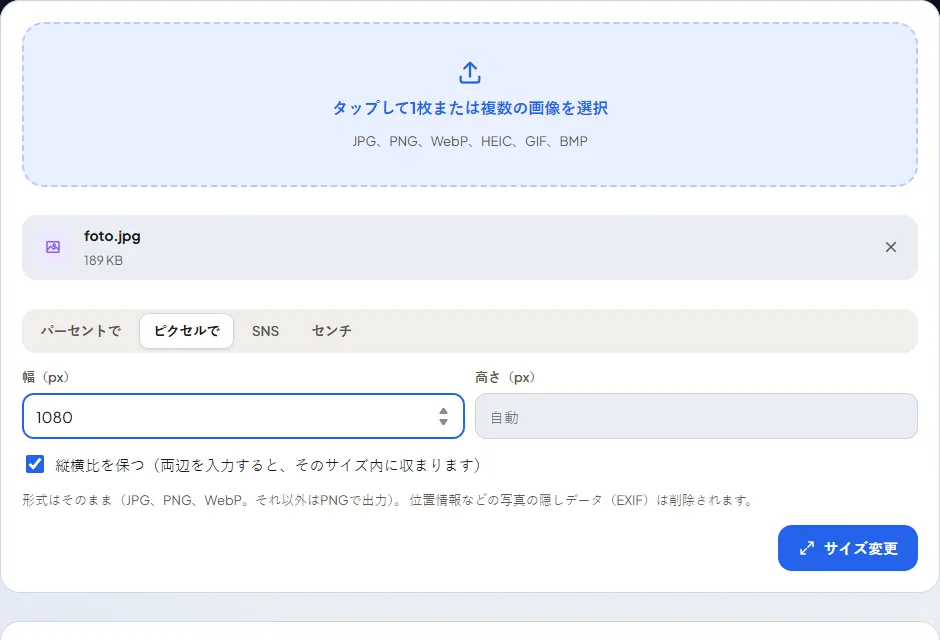 タップして1枚または複数の画像を選択
JPG、PNG、WebP、HEIC、GIF、BMP
foto.jpg
189 KB
パーセントで ピクセルで SNS センチ
幅（px） 高さ（px）
1080 自動
縦横比を保つ（両辺を入力すると、そのサイズ内に収まります）
形式はそのまま（JPG、PNG、WebP。それ以外はPNGで出力）。 位置情報などの写真の隠しデータ（EXIF）は削除されます。
サイズ変更